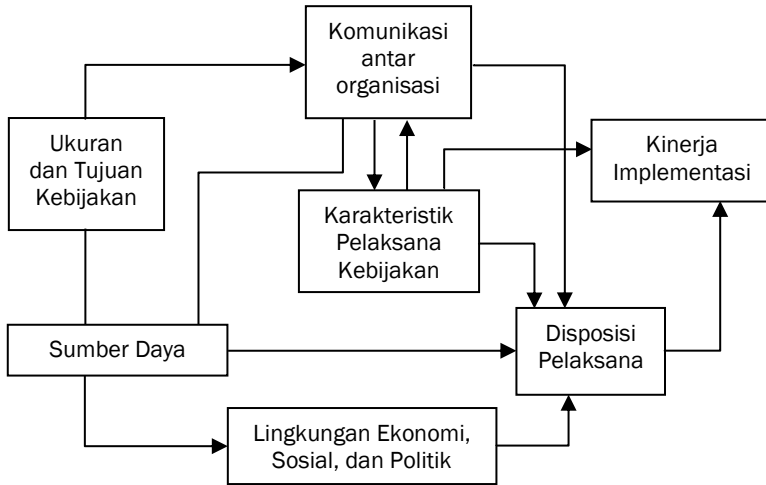 Komunikasi
antar
organisasi
Ukuran
dan Tujuan
Kebijakan
Kinerja
Implementasi
Karakteristik
Pelaksana
Kebijakan
Sumber Daya
Disposisi
Pelaksana
Lingkungan Ekonomi,
Sosial, dan Politik